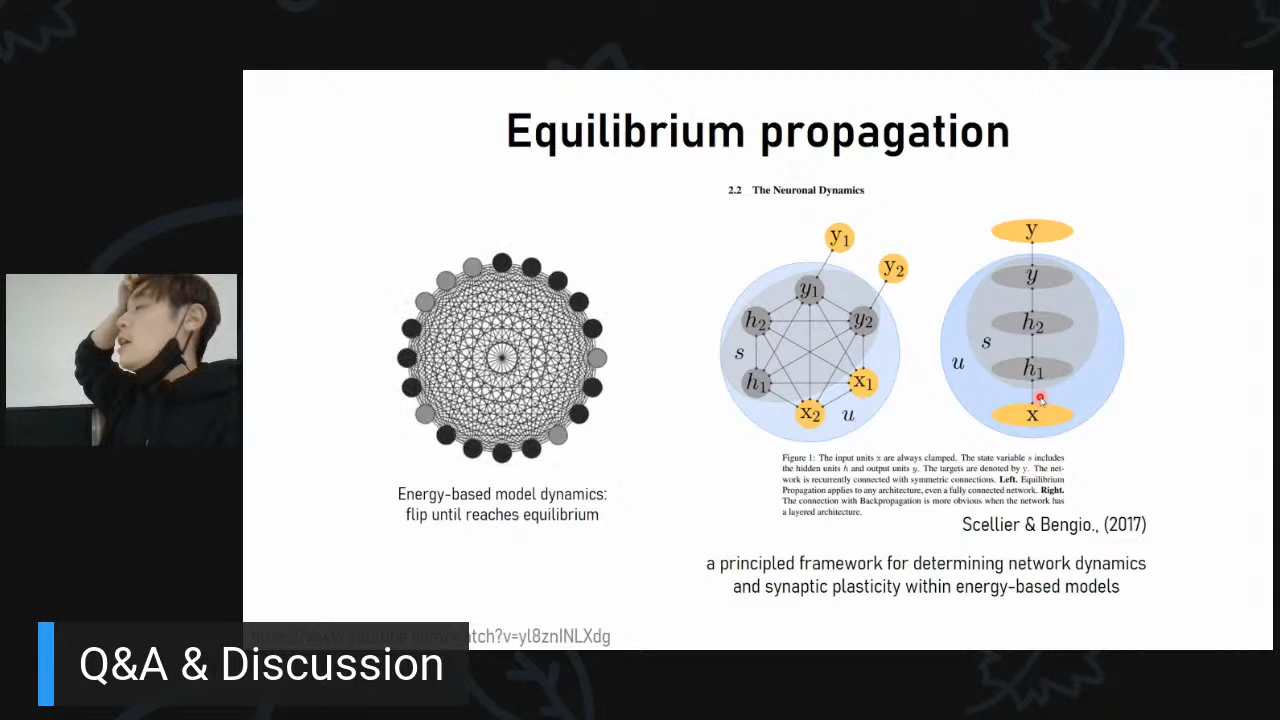 Equilibrium propagation
2.2 The Neuronal Dynamics
y₁
y₂
y₁
h₂
y₂
s
h₁
x₁
x₂
u
y
y
h₂
s
u
h₁
x
Energy-based model dynamics:
flip until reaches equilibrium
Figure 1: The input units x are always clamped. The state variable s includes
the hidden units h and output units y. The targets are denoted by y. The net-
work is recurrently connected with symmetric connections. Left. Equilibrium
Propagation applies to any architecture, even a fully connected network. Right.
The connection with Backpropagation is more obvious when the network has
a layered architecture.
Scellier & Bengio., (2017)
a principled framework for determining network dynamics
and synaptic plasticity within energy-based models
watch?v=yl8znINLXdg
Q&A & Discussion